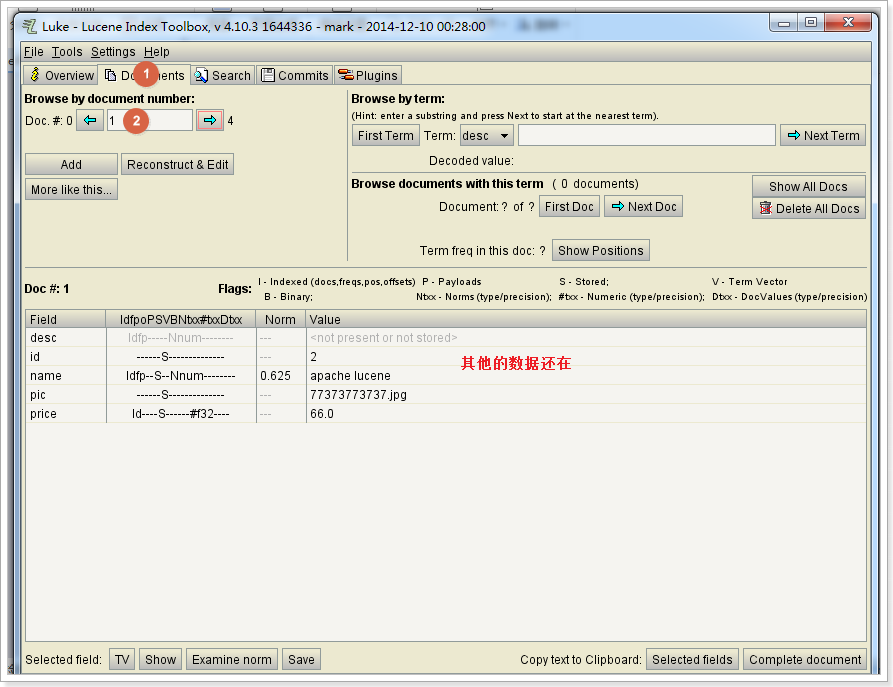 Luke - Lucene Index Toolbox, v 4.10.3 1644336 - mark - 2014-12-10 00:28:00
File Tools Settings Help
Overview Do 1 ents Search Commits Plugins
Browse by document number:
Doc. #: 0 1 2 4
Add Reconstruct & Edit
More like this...
Browse by term:
(Hint: enter a substring and press Next to start at the nearest term).
First Term Term: desc Next Term
Decoded value:
Browse documents with this term ( 0 documents) Show All Docs
Document: ? of ? First Doc Next Doc Delete All Docs
Term freq in this doc: ? Show Positions
Doc #: 1 Flags: I - Indexed (docs,freqs,pos,offsets) P - Payloads S - Stored; V - Term Vector
B - Binary; Ntxx - Norms (type/precision); #txx - Numeric (type/precision); Dtxx - DocValues (type/precision)
Field IdfpoPSVBNtxx#txxDtxx Norm Value
desc Idfp-----Nnum-------- --- <not present or not stored>
id ------S-------------- --- 2
其他的数据还在
name Idfp--S--Nnum-------- 0.625 apache lucene
pic ------S-------------- --- 77373773737.jpg
price Id----S------#f32---- --- 66.0
Selected field: TV Show Examine norm Save Copy text to Clipboard: Selected fields Complete document